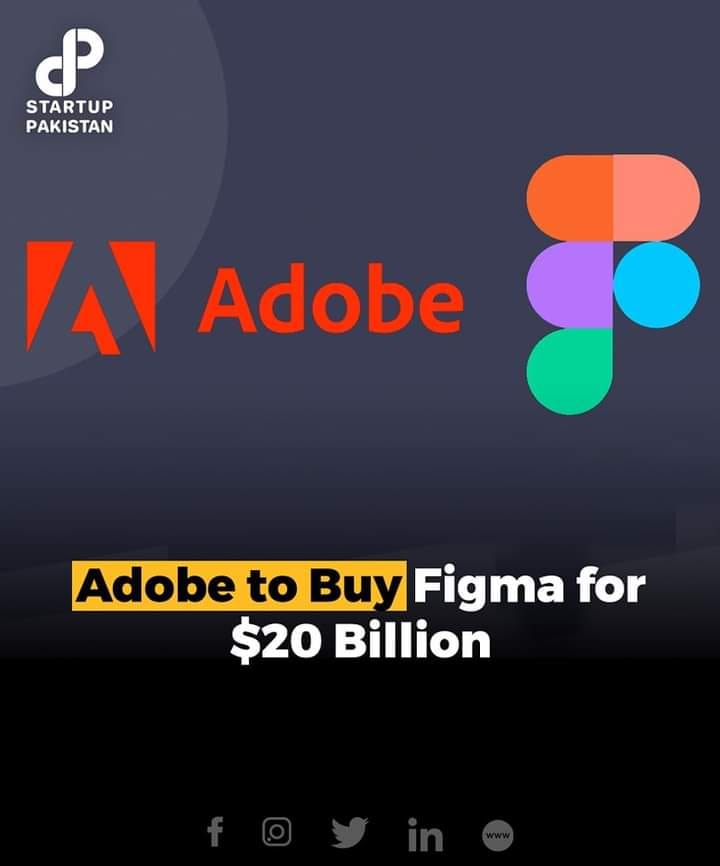 STARTUP
PAKISTAN
Adobe
Adobe to Buy Figma for
$20 Billion
f
in
www